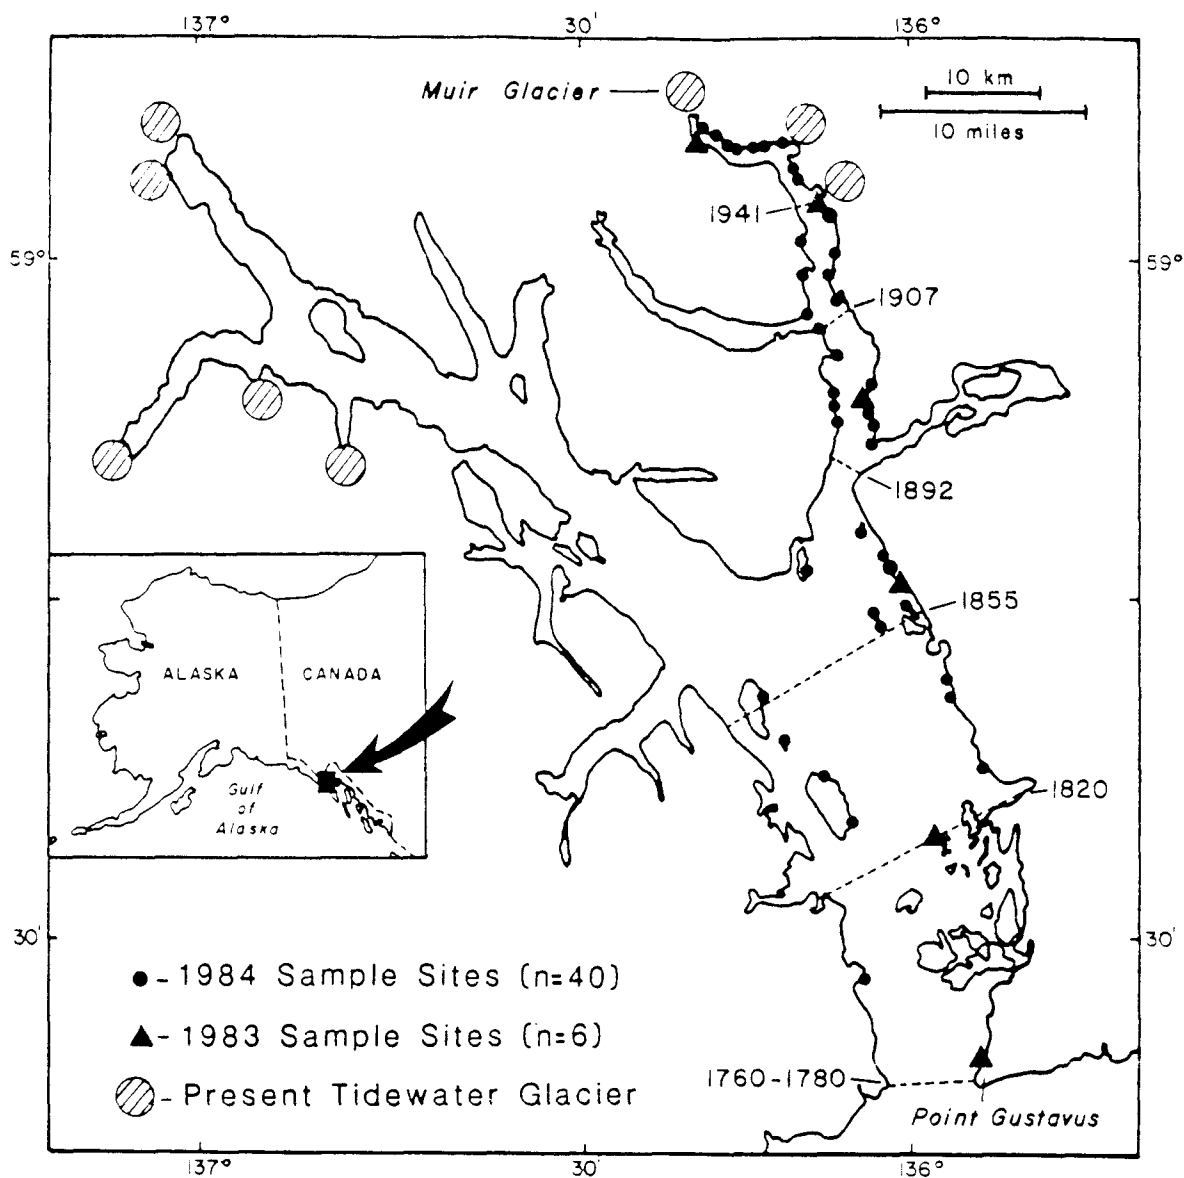 137°
30'
136°
Muir Glacier
10 km
10 miles
1941
59°
59°
1907
1892
1855
ALASKA
CANADA
1820
Gulf
of
Alaska
30'
30'
- 1984 Sample Sites (n=40)
- 1983 Sample Sites (n=6)
1760-1780
- Present Tidewater Glacier
Point Gustavus
137°
30'
136°